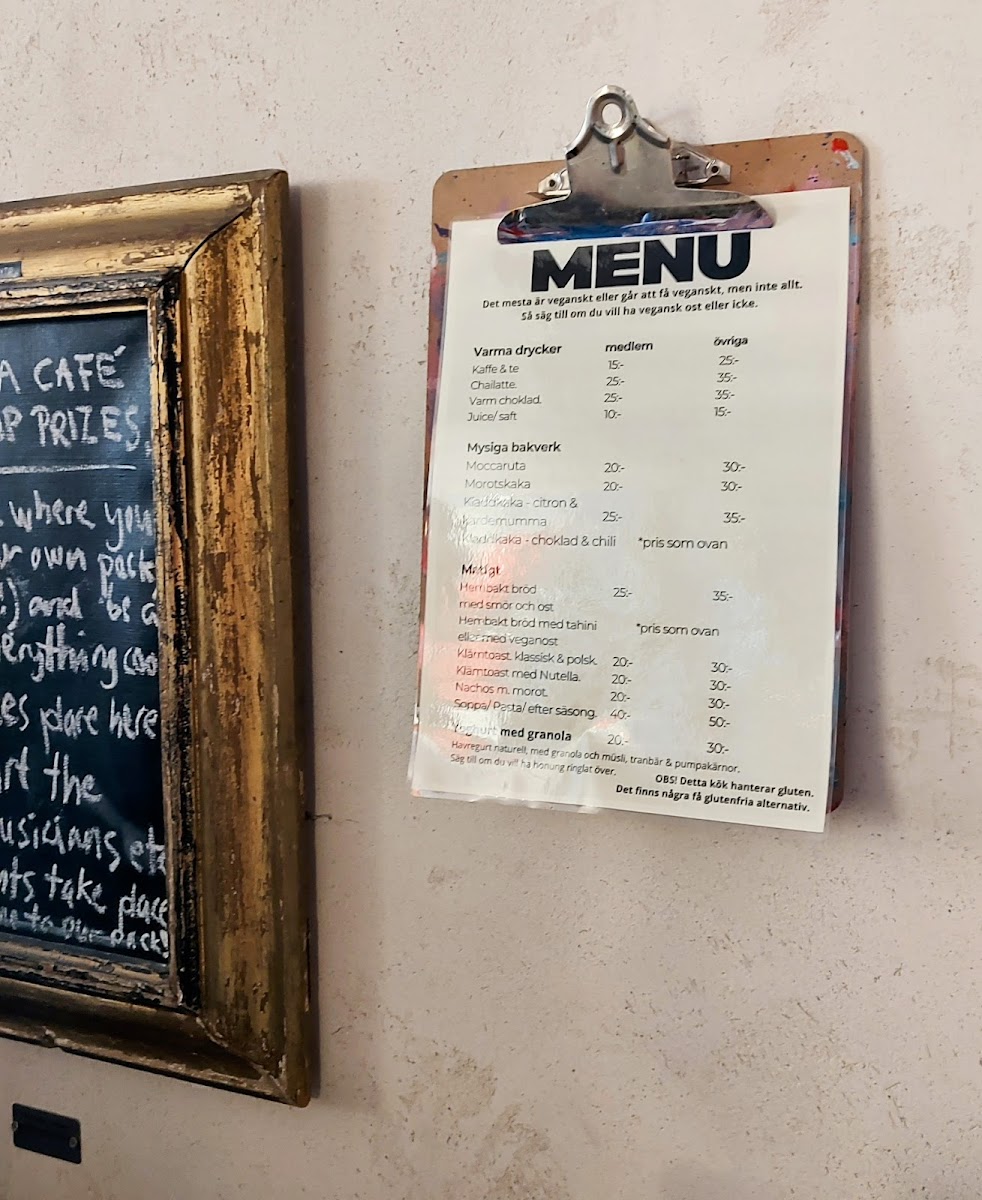 A CAFÉ
AP PRIZES
where you
r own pack
!) and be a
erything coo
es place here
rt the
usicians etc
nts take place
to our pack!
MENU
Det mesta är veganskt eller går att få veganskt, men inte allt.
Så säg till om du vill ha vegansk ost eller icke.
Varma drycker medlem övriga
Kaffe & te 15:- 25:-
Chailatte. 25:- 35:-
Varm choklad. 25:- 35:-
Juice/ saft 10:- 15:-
Mysiga bakverk
Moccaruta 20:- 30:-
Morotskaka 20:- 30:-
Kladdkaka - citron &
kardemumma 25:- 35:-
Kladdkaka - choklad & chili *pris som ovan
Matigt
Hembakt bröd 25:- 35:-
med smör och ost
Hembakt bröd med tahini *pris som ovan
eller med veganost
Klämtoast. klassisk & polsk. 20:- 30:-
Klämtoast med Nutella. 20:- 30:-
Nachos m. morot. 20:- 30:-
Soppa/ Pasta/ efter säsong. 40:- 50:-
Yoghurt med granola 20:- 30:-
Havregurt naturell, med granola och müsli, tranbär & pumpakärnor.
Säg till om du vill ha honung ringlat över.
OBS! Detta kök hanterar gluten.
Det finns några få glutenfria alternativ.